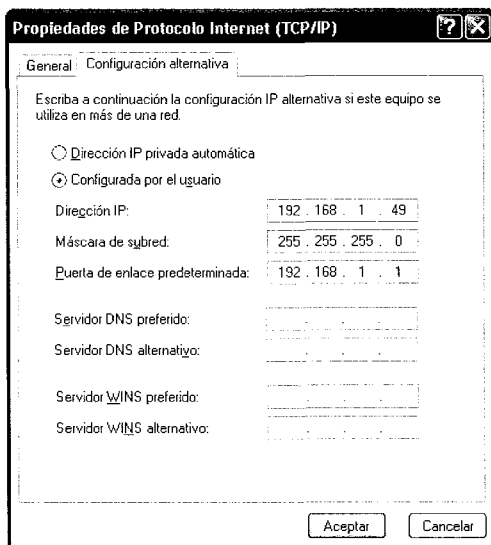 Propiedades de Protocolo Internet (TCP/IP)
General Configuración alternativa
Escriba a continuación la configuración IP alternativa si este equipo se
utiliza en más de una red.
Dirección IP privada automática
Configurada por el usuario
Dirección IP: 192 . 168 . 1 . 49
Máscara de subred: 255 . 255 . 255 . 0
Puerta de enlace predeterminada: 192 . 168 . 1 . 1
Servidor DNS preferido: . . .
Servidor DNS alternativo: . . .
Servidor WINS preferido: . . .
Servidor WINS alternativo: . . .
Aceptar Cancelar